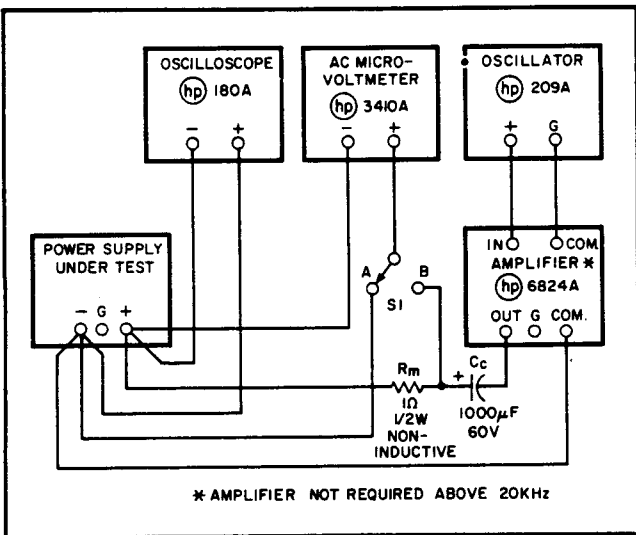 OSCILLOSCOPE
hp 180A
- +
AC MICRO-
VOLTMETER
hp 3410A
- +
OSCILLATOR
hp 209A
+ G
POWER SUPPLY
UNDER TEST
- G +
A B
S1
IN COM.
AMPLIFIER *
hp 6824A
OUT G COM.
Rm
1Ω
1/2W
NON-
INDUCTIVE
+ Cc
1000µF
60V
* AMPLIFIER NOT REQUIRED ABOVE 20KHz